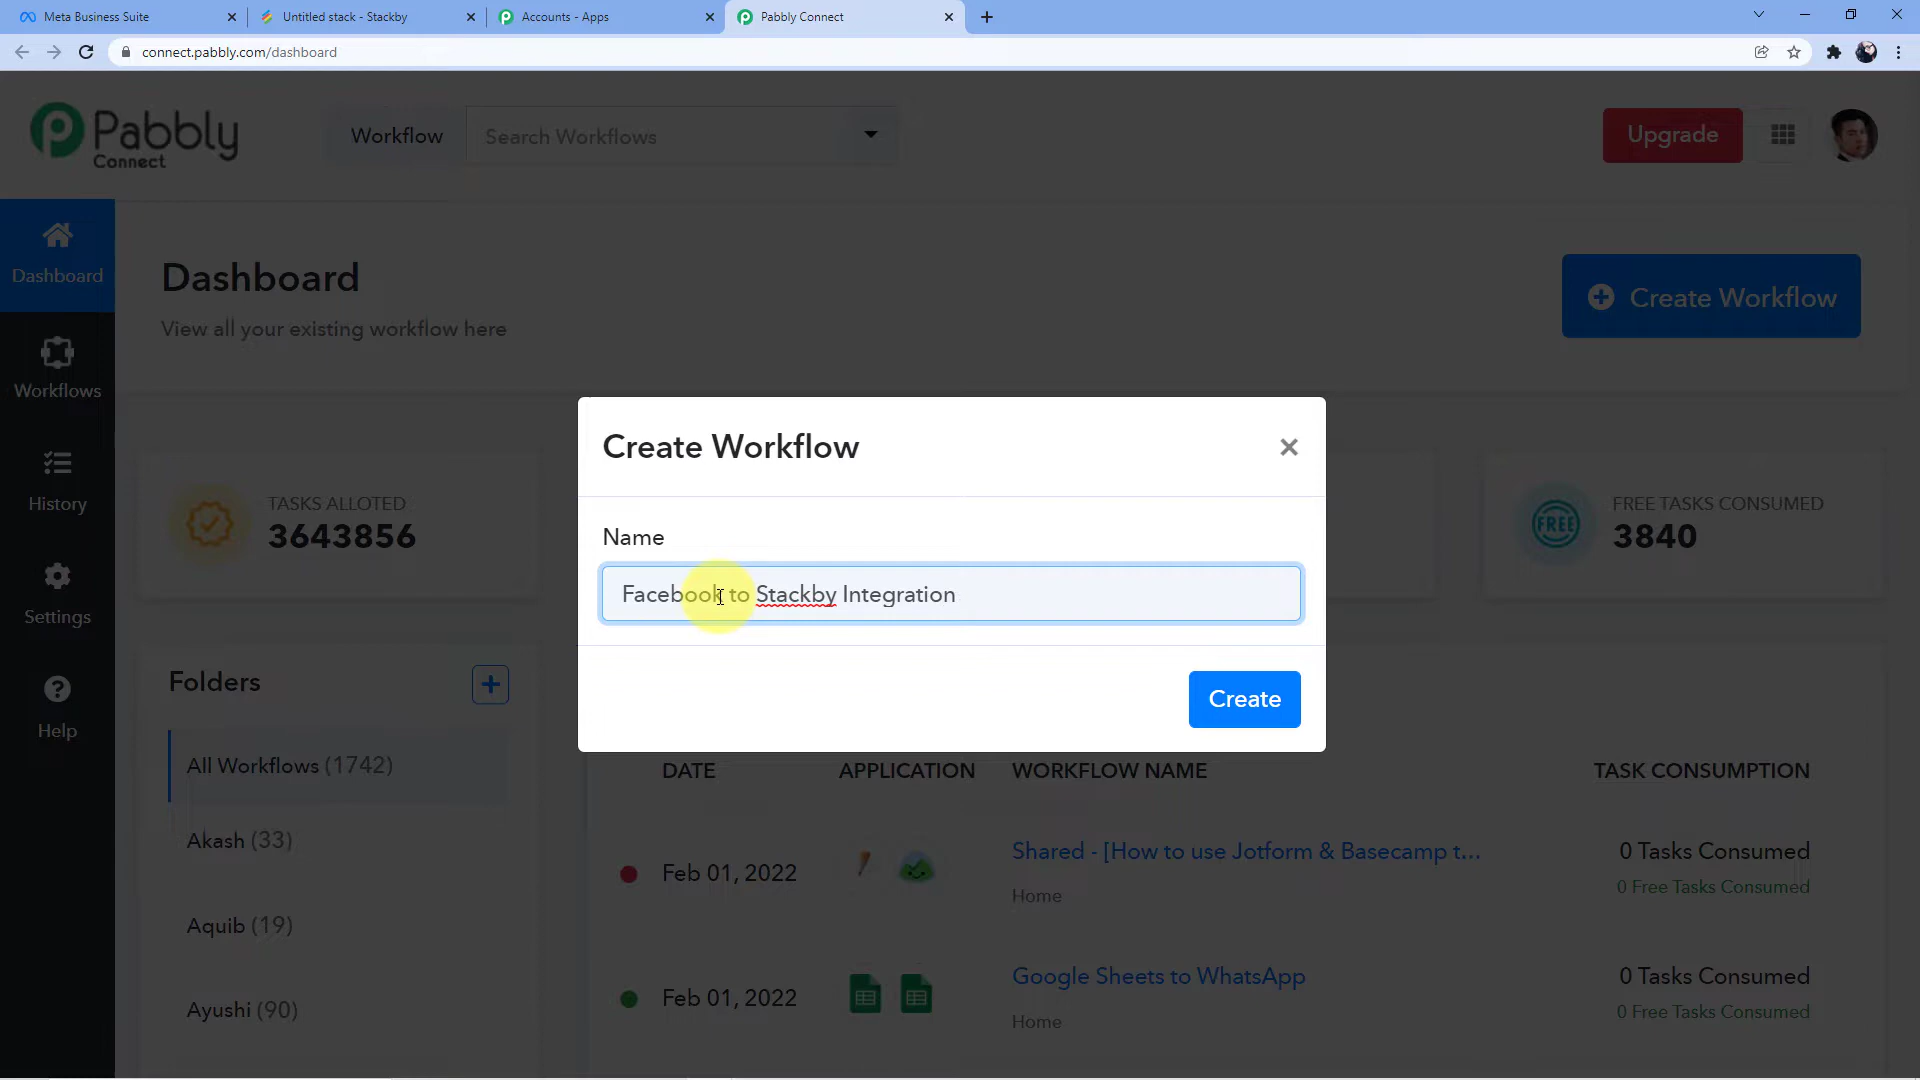 Meta Business Suite
Untitled stack - Stackby
Accounts - Apps
Pabbly Connect
connect.pabbly.com/dashboard
Pabbly
Connect
Workflow
Search Workflows
Upgrade
Dashboard
Workflows
History
Settings
Help
Dashboard
View all your existing workflow here
Create Workflow
TASKS ALLOTED
3643856
FREE
FREE TASKS CONSUMED
3840
Create Workflow
Name
Facebook to Stackby Integration
Create
Folders
All Workflows (1742)
Akash (33)
Aquib (19)
Ayushi (90)
DATE
APPLICATION
WORKFLOW NAME
TASK CONSUMPTION
Feb 01, 2022
Shared - [How to use Jotform & Basecamp t...
Home
0 Tasks Consumed
0 Free Tasks Consumed
Feb 01, 2022
Google Sheets to WhatsApp
Home
0 Tasks Consumed
0 Free Tasks Consumed